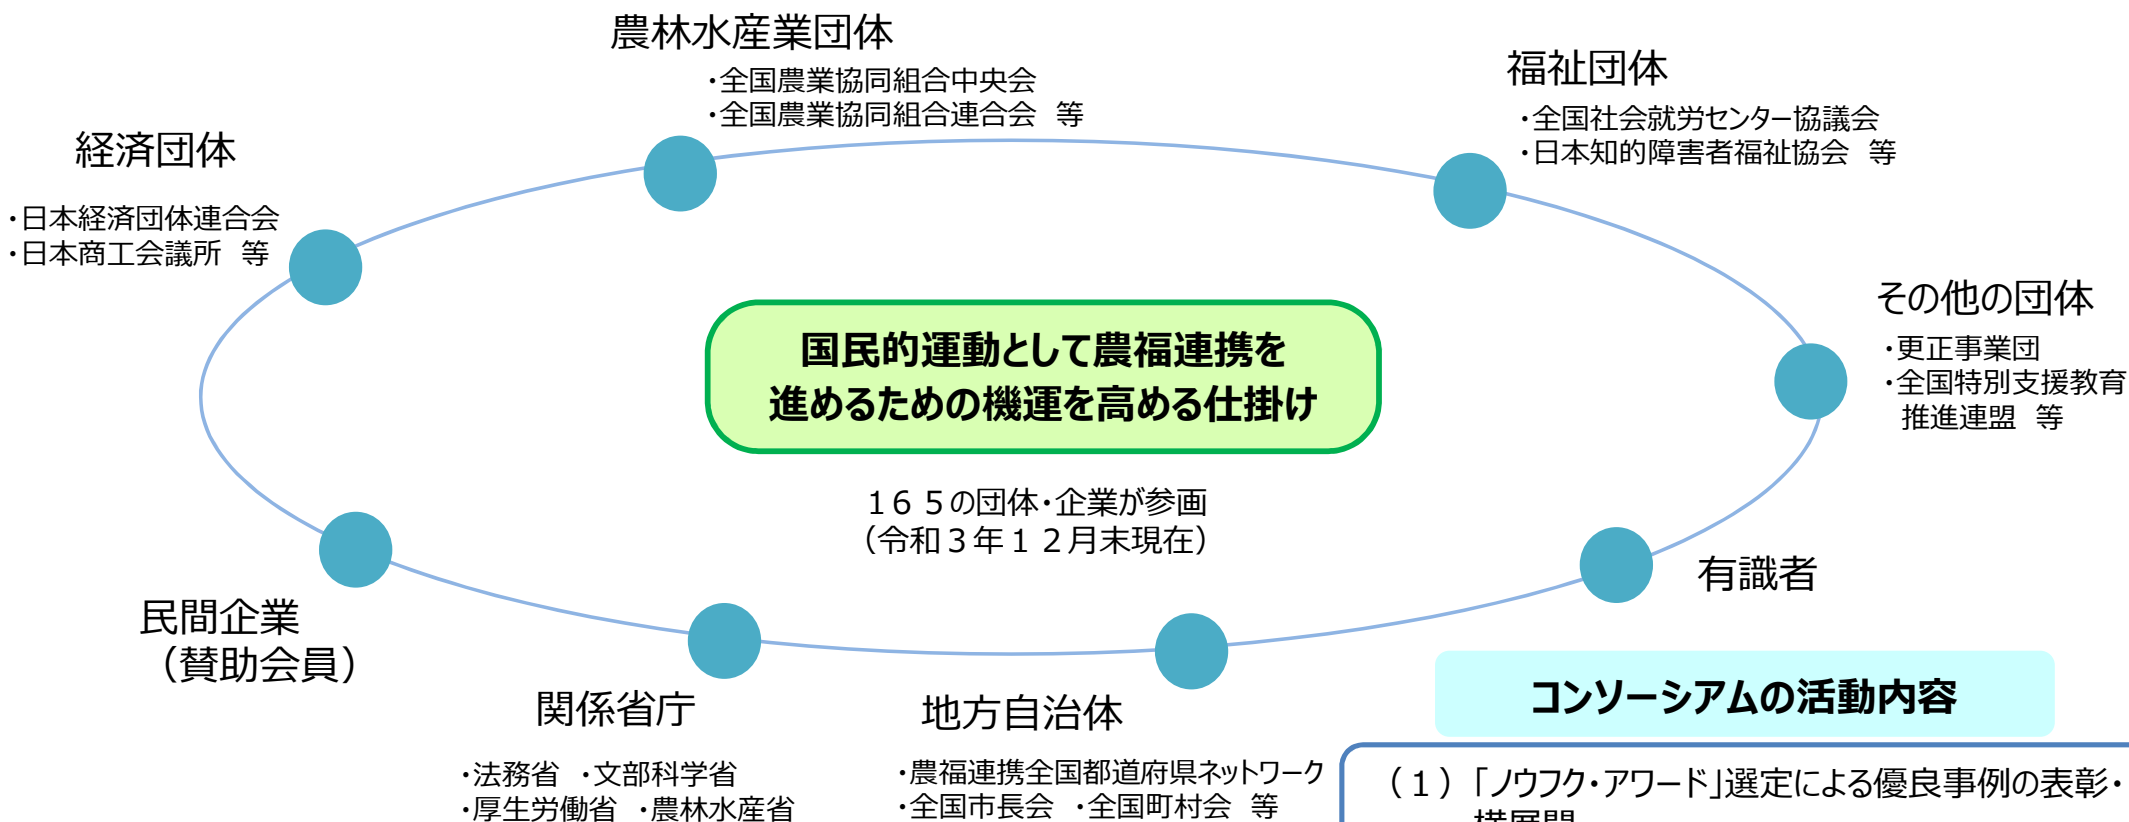 農林水産業団体
・全国農業協同組合中央会
・全国農業協同組合連合会　等
福祉団体
・全国社会就労センター協議会
・日本知的障害者福祉協会　等
経済団体
・日本経済団体連合会
・日本商工会議所　等
その他の団体
・更正事業団
・全国特別支援教育
推進連盟　等
国民的運動として農福連携を
進めるための機運を高める仕掛け
１６５の団体・企業が参画
（令和３年１２月末現在）
有識者
民間企業
（賛助会員）
関係省庁
・法務省　・文部科学省
・厚生労働省　・農林水産省
地方自治体
・農福連携全国都道府県ネットワーク
・全国市長会　・全国町村会　等
コンソーシアムの活動内容
（１）「ノウフク・アワード」選定による優良事例の表彰・
横展開